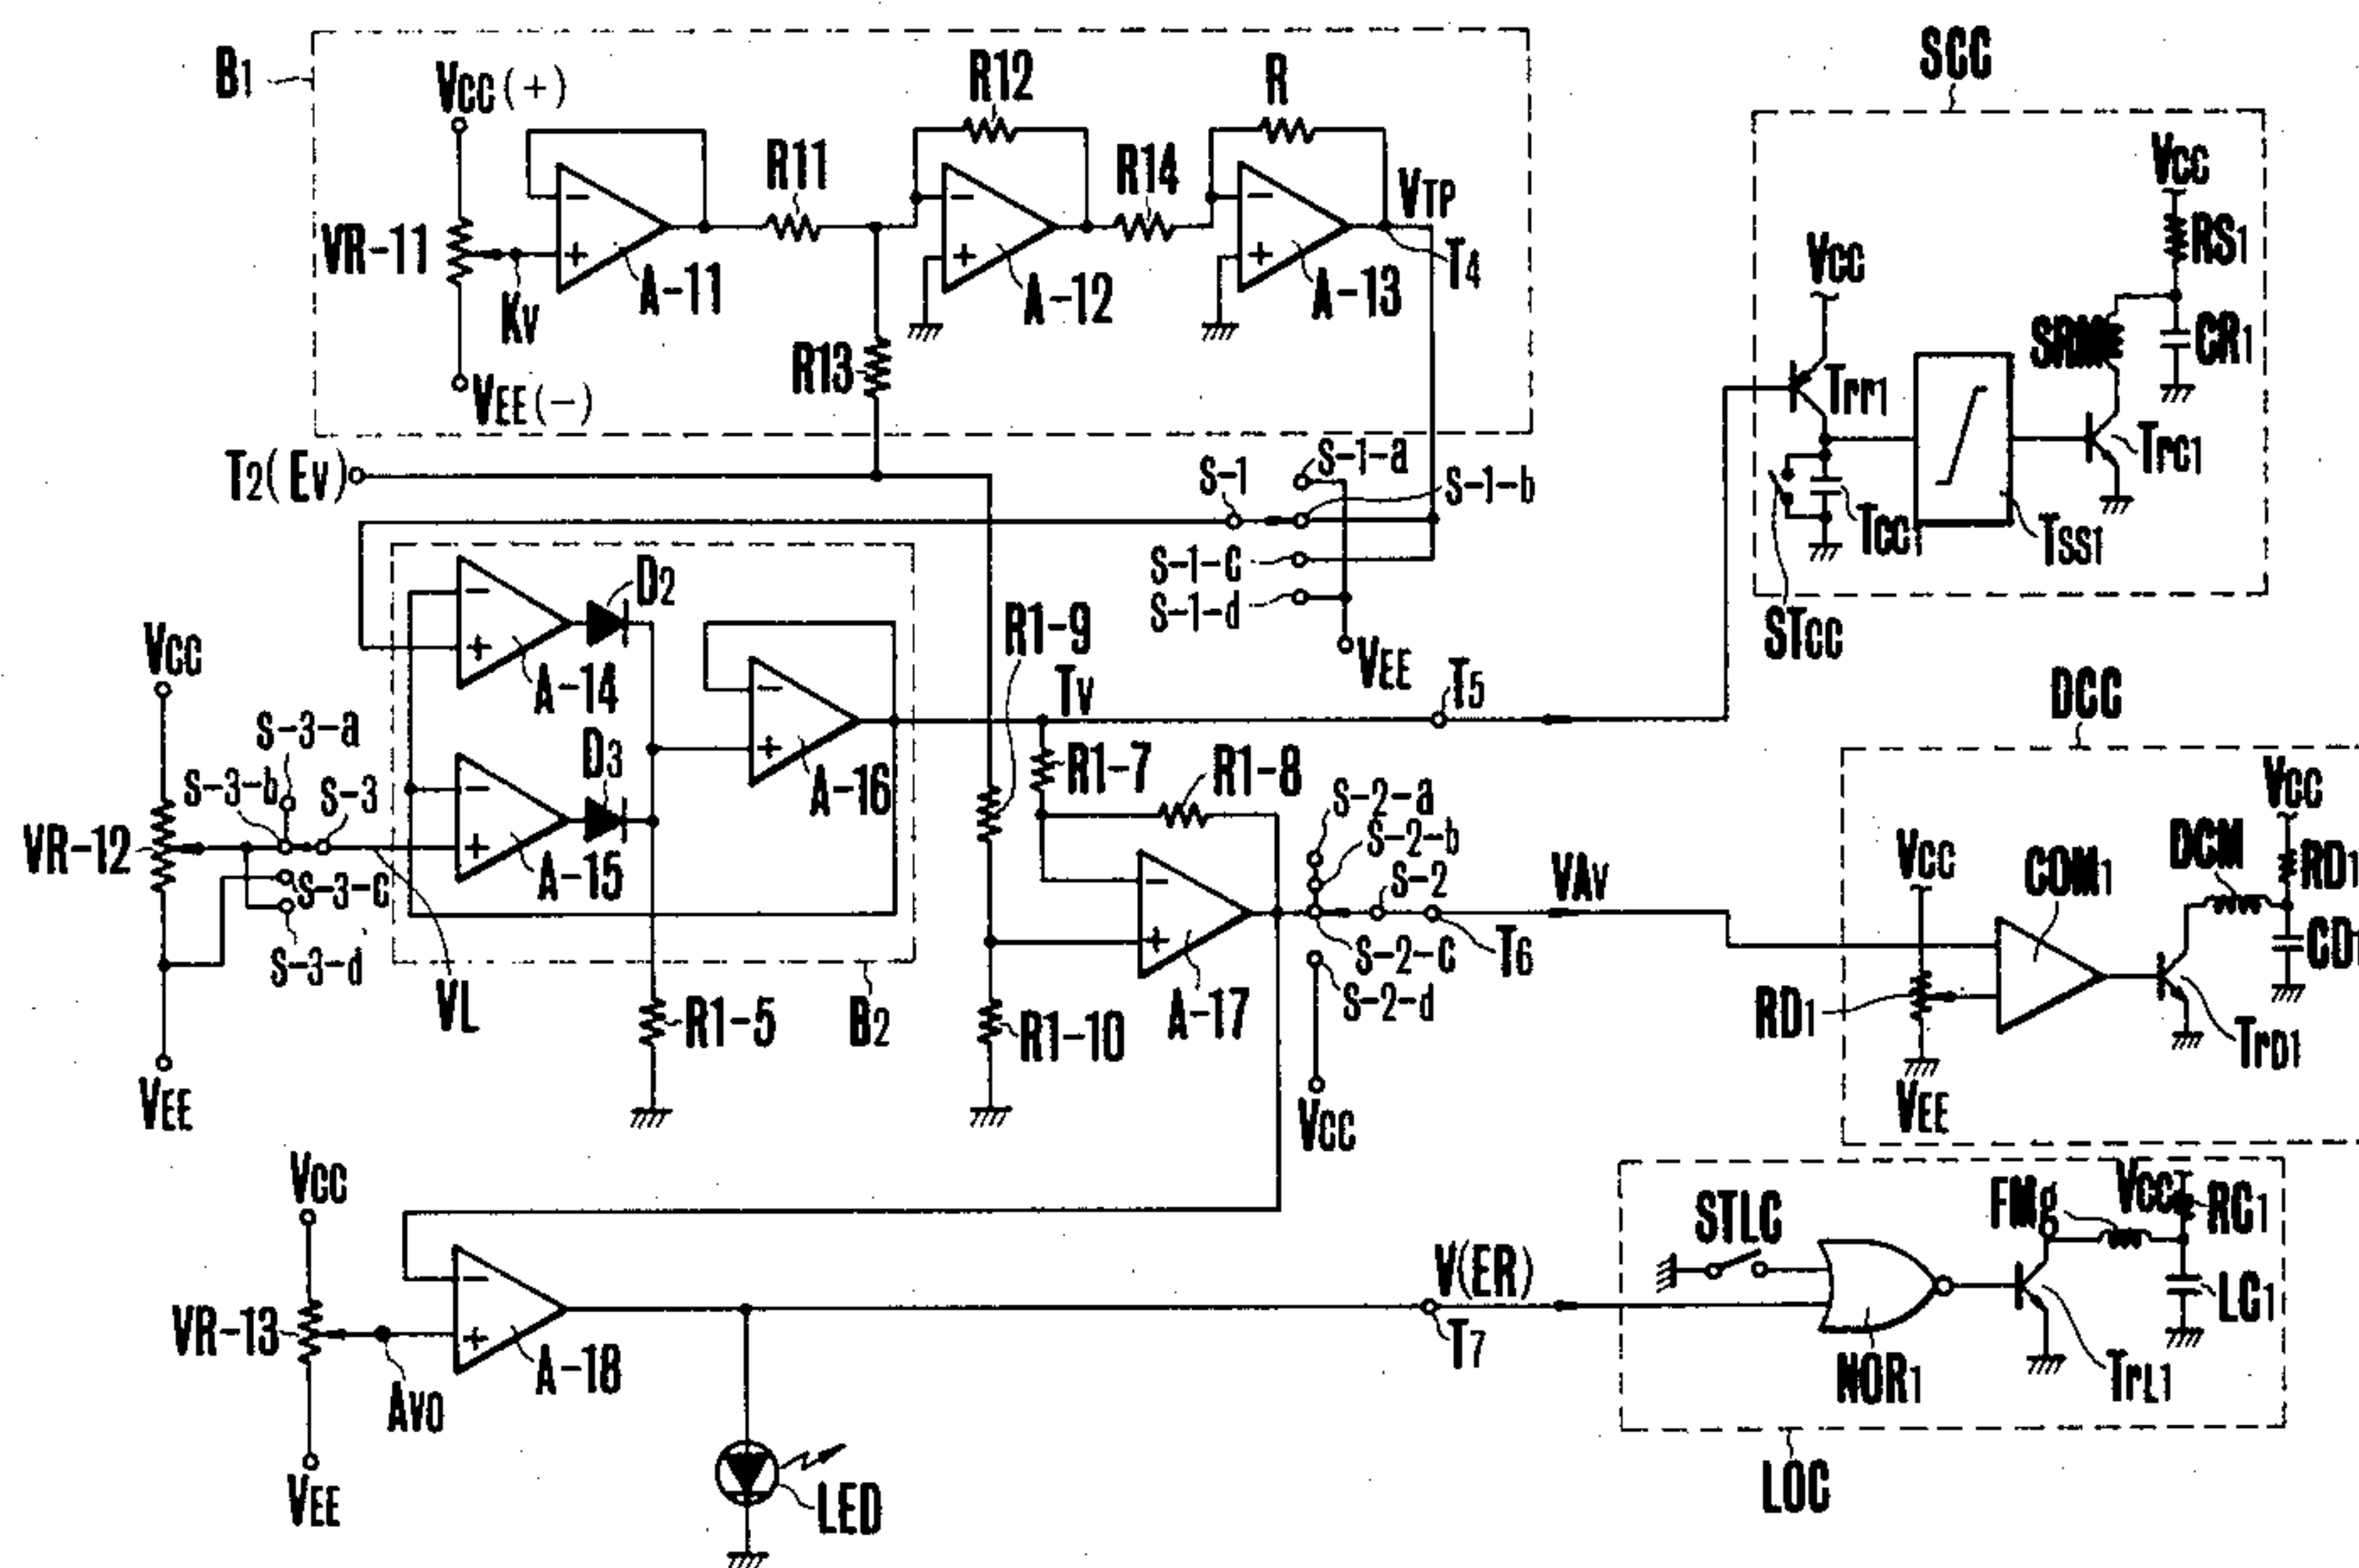 B1
VCC (+)
R12
R
SCC
R11
R14
VTP
VCC
VR-11
RS1
KV
A-11
A-12
A-13
T4
VCC
CR1
R13
Trr1
VEE (-)
TrC1
T2(EV)
S-1
S-1-a
S-1-b
TCC1
TSS1
D2
S-1-c
S-1-d
R1-9
VEE
STCC
VCC
A-14
TV
T5
DCC
S-3-a
D3
R1-7
R1-8
S-3-b
S-3
A-16
S-2-a
VCC
S-2-b
VR-12
A-15
VAV
VCC
COM1
DCM
RD1
S-3-c
S-2
S-3-d
S-2-c
T6
CD1
VL
R1-5
B2
R1-10
A-17
S-2-d
RD1
TrD1
VEE
VCC
VEE
VCC
STLC
FMg
VCC
RC1
V(ER)
VR-13
A-18
T7
LC1
AVO
NOR1
TrL1
VEE
LED
LOC